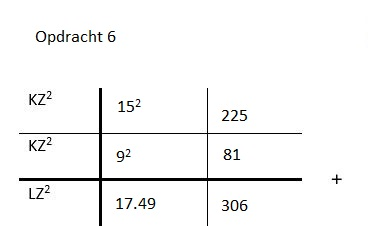 Opdracht 6
KZ² 15² 225
KZ² 9² 81
+
LZ² 17.49 306